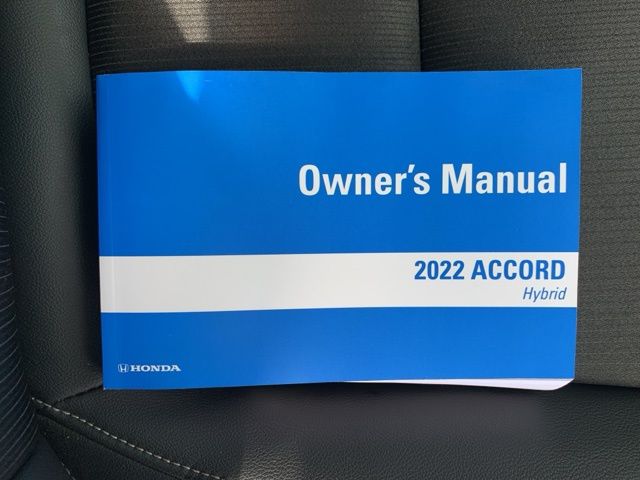 Owner's Manual
2022 ACCORD
Hybrid
HONDA